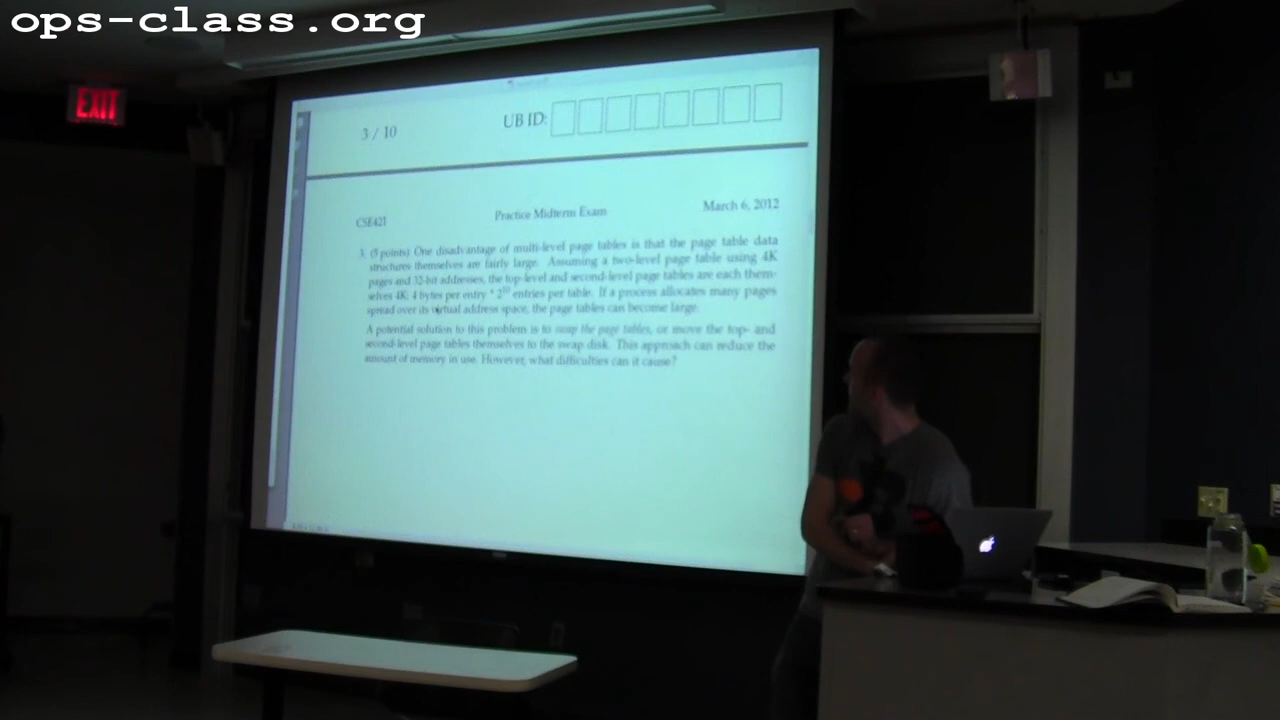 ops-class.org
EXIT
3 / 10
UB ID:
CSE421
Practice Midterm Exam
March 6, 2012
3. (5 points) One disadvantage of multi-level page tables is that the page table data
structures themselves are fairly large. Assuming a two-level page table using 4K
pages and 32-bit addresses, the top-level and second-level page tables are each them-
selves 4K; 4 bytes per entry * 2¹⁰ entries per table. If a process allocates many pages
spread over its virtual address space, the page tables can become large.
A potential solution to this problem is to swap the page tables, or move the top- and
second-level page tables themselves to the swap disk. This approach can reduce the
amount of memory in use. However, what difficulties can it cause?